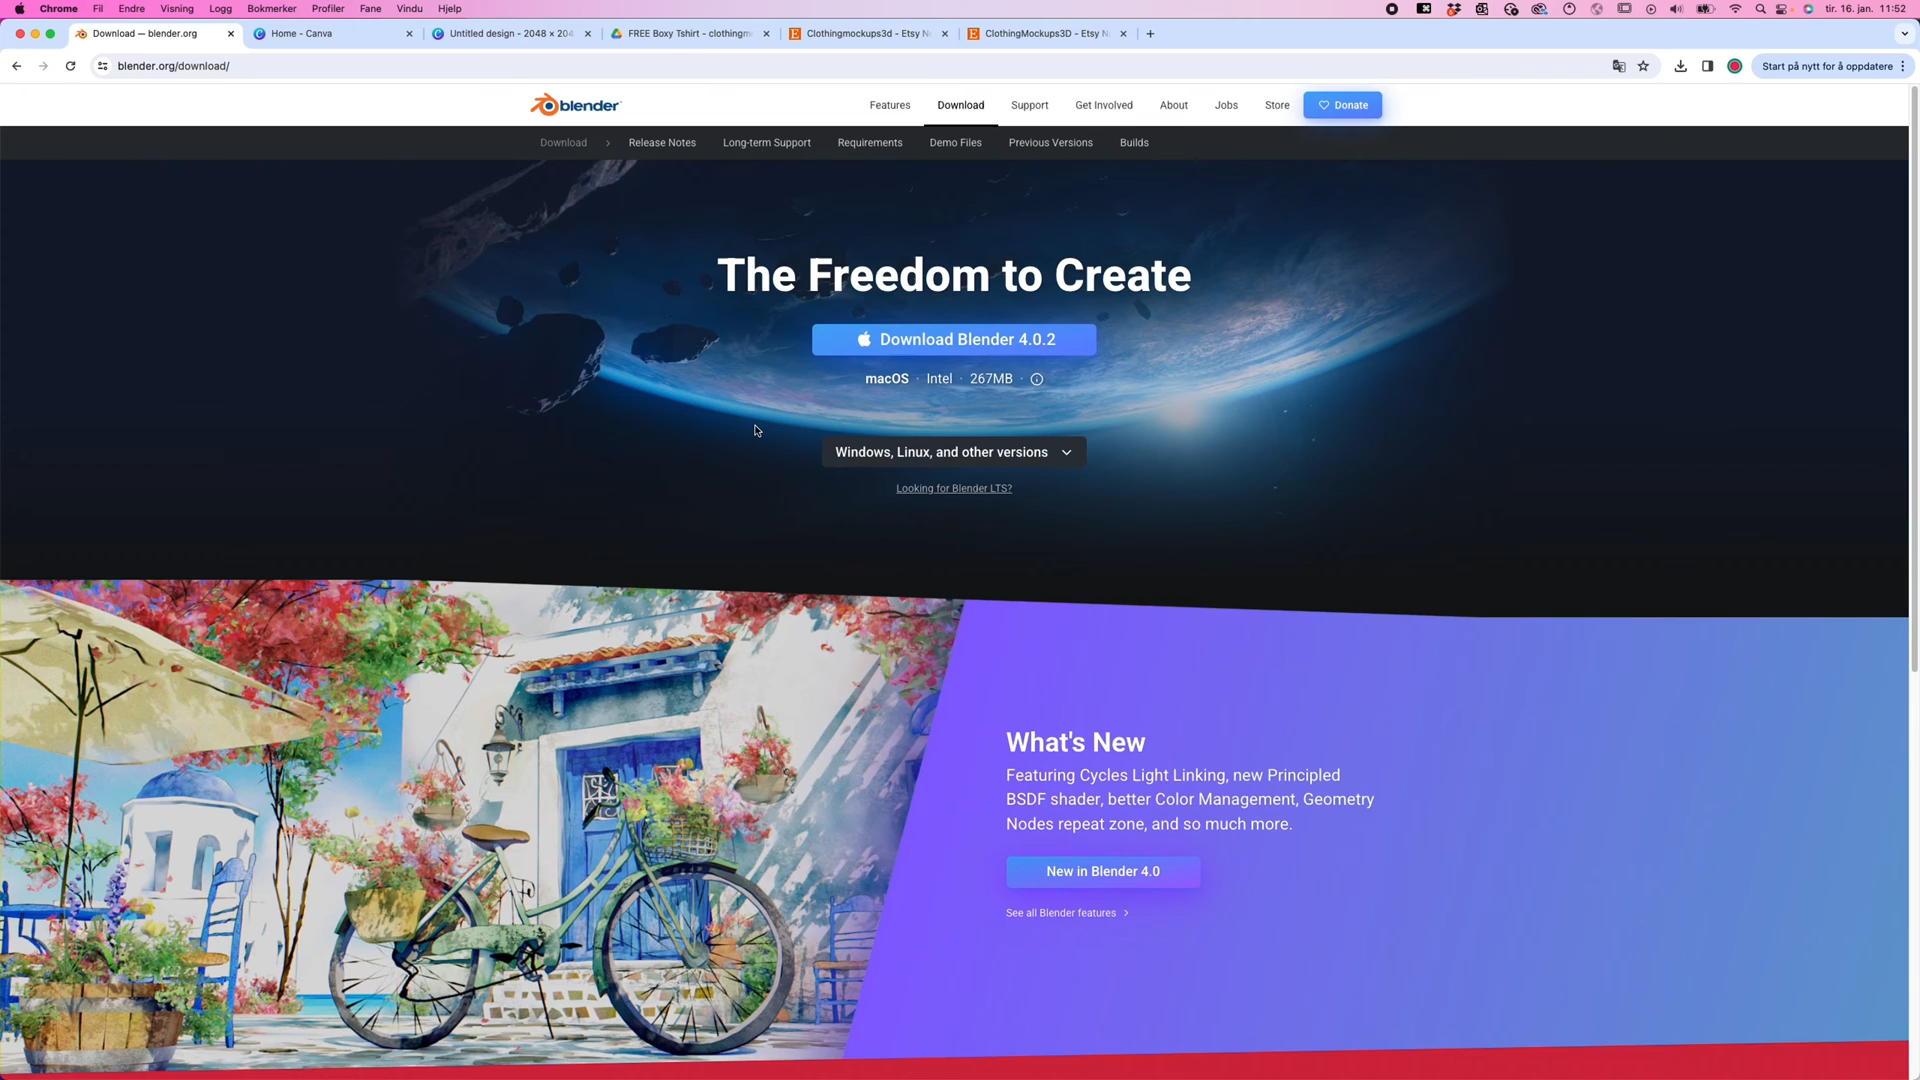 Chrome Fil Endre Visning Logg Bokmerker Profiler Fane Vindu Hjelp tir. 16. jan. 11:52
Download — blender.org Home - Canva Untitled design - 2048 × 204 FREE Boxy Tshirt - clothingm Clothingmockups3d - Etsy N ClothingMockups3D - Etsy N
blender.org/download/ Start på nytt for å oppdatere
blender Features Download Support Get Involved About Jobs Store Donate
Download Release Notes Long-term Support Requirements Demo Files Previous Versions Builds
The Freedom to Create
Download Blender 4.0.2
macOS · Intel · 267MB ·
Windows, Linux, and other versions
Looking for Blender LTS?
What's New
Featuring Cycles Light Linking, new Principled
BSDF shader, better Color Management, Geometry
Nodes repeat zone, and so much more.
New in Blender 4.0
See all Blender features